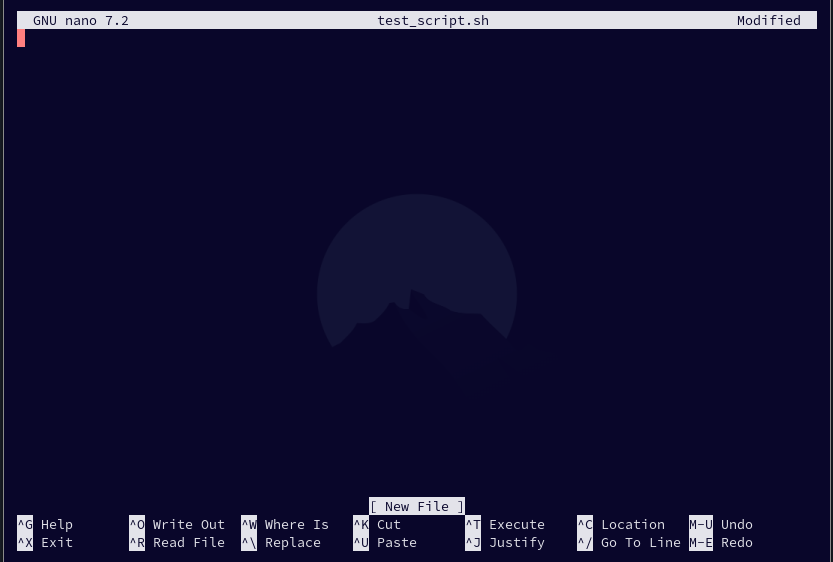 GNU nano 7.2 test_script.sh Modified
[ New File ]
^G Help ^O Write Out ^W Where Is ^K Cut ^T Execute ^C Location M-U Undo
^X Exit ^R Read File ^\ Replace ^U Paste ^J Justify ^/ Go To Line M-E Redo